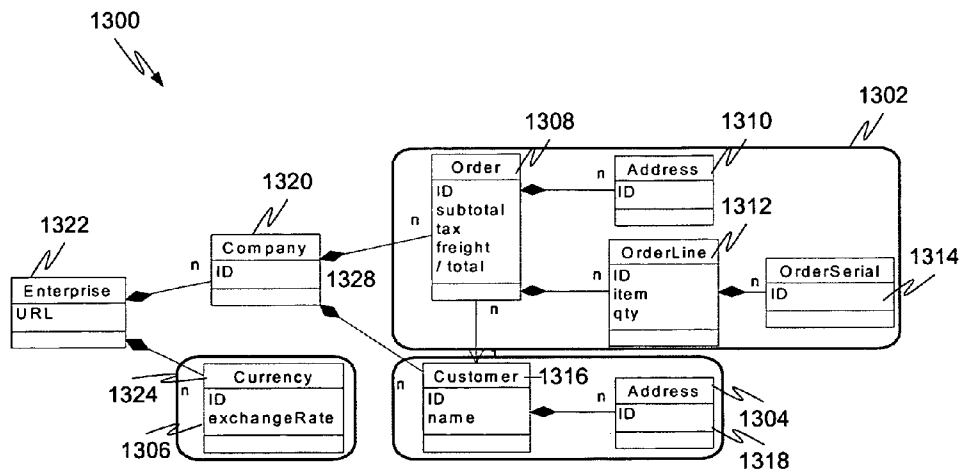 1300
1302
1308
1310
Order
ID
subtotal
tax
freight
/ total
n
Address
ID
1312
1320
1322
Company
ID
n
1328
n
OrderLine
ID
item
qty
n
1314
OrderSerial
ID
n
Enterprise
URL
n
1324
n
Currency
ID
exchangeRate
1306
n
Customer
ID
name
1316
n
Address
ID
1304
1318